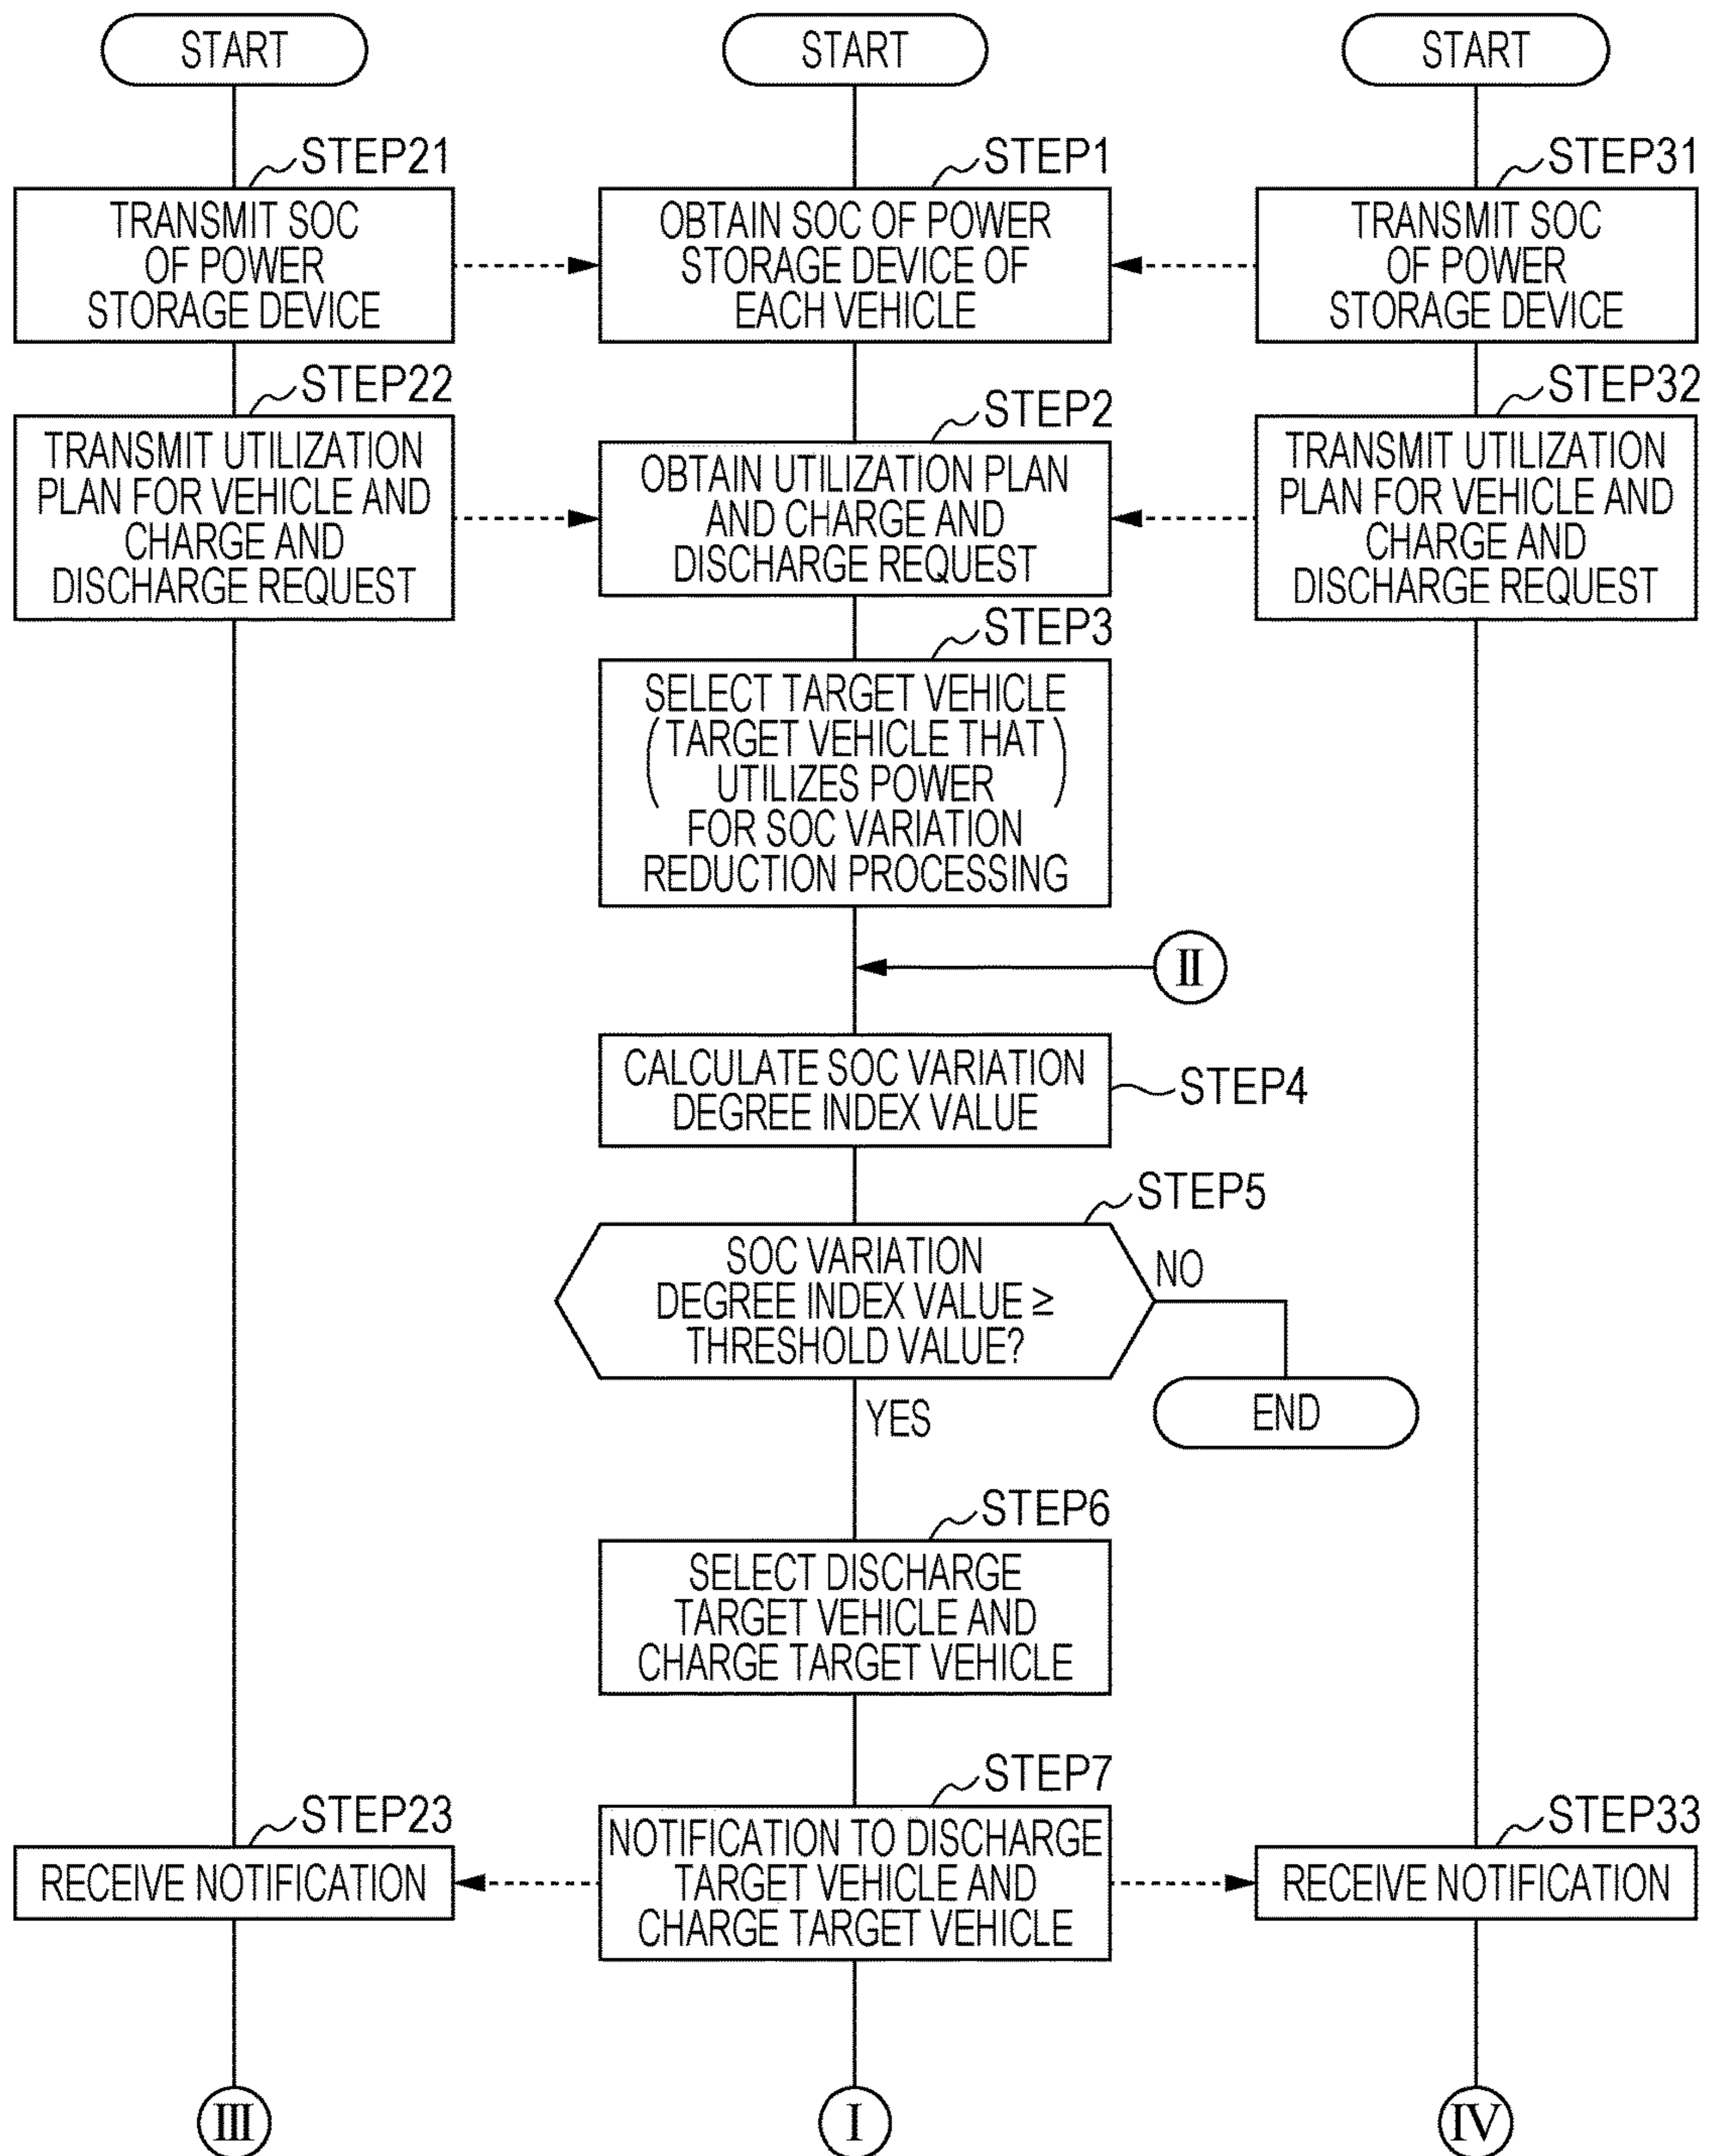 START
START
START
STEP21
STEP1
STEP31
TRANSMIT SOC
OF POWER
STORAGE DEVICE
OBTAIN SOC OF POWER
STORAGE DEVICE OF
EACH VEHICLE
TRANSMIT SOC
OF POWER
STORAGE DEVICE
STEP22
STEP2
STEP32
TRANSMIT UTILIZATION
PLAN FOR VEHICLE AND
CHARGE AND
DISCHARGE REQUEST
OBTAIN UTILIZATION PLAN
AND CHARGE AND
DISCHARGE REQUEST
TRANSMIT UTILIZATION
PLAN FOR VEHICLE AND
CHARGE AND
DISCHARGE REQUEST
STEP3
SELECT TARGET VEHICLE
(TARGET VEHICLE THAT
UTILIZES POWER)
FOR SOC VARIATION
REDUCTION PROCESSING
II
CALCULATE SOC VARIATION
DEGREE INDEX VALUE
STEP4
STEP5
SOC VARIATION
DEGREE INDEX VALUE ≥
THRESHOLD VALUE?
NO
END
YES
STEP6
SELECT DISCHARGE
TARGET VEHICLE AND
CHARGE TARGET VEHICLE
STEP7
STEP23
STEP33
RECEIVE NOTIFICATION
NOTIFICATION TO DISCHARGE
TARGET VEHICLE AND
CHARGE TARGET VEHICLE
RECEIVE NOTIFICATION
III
I
IV